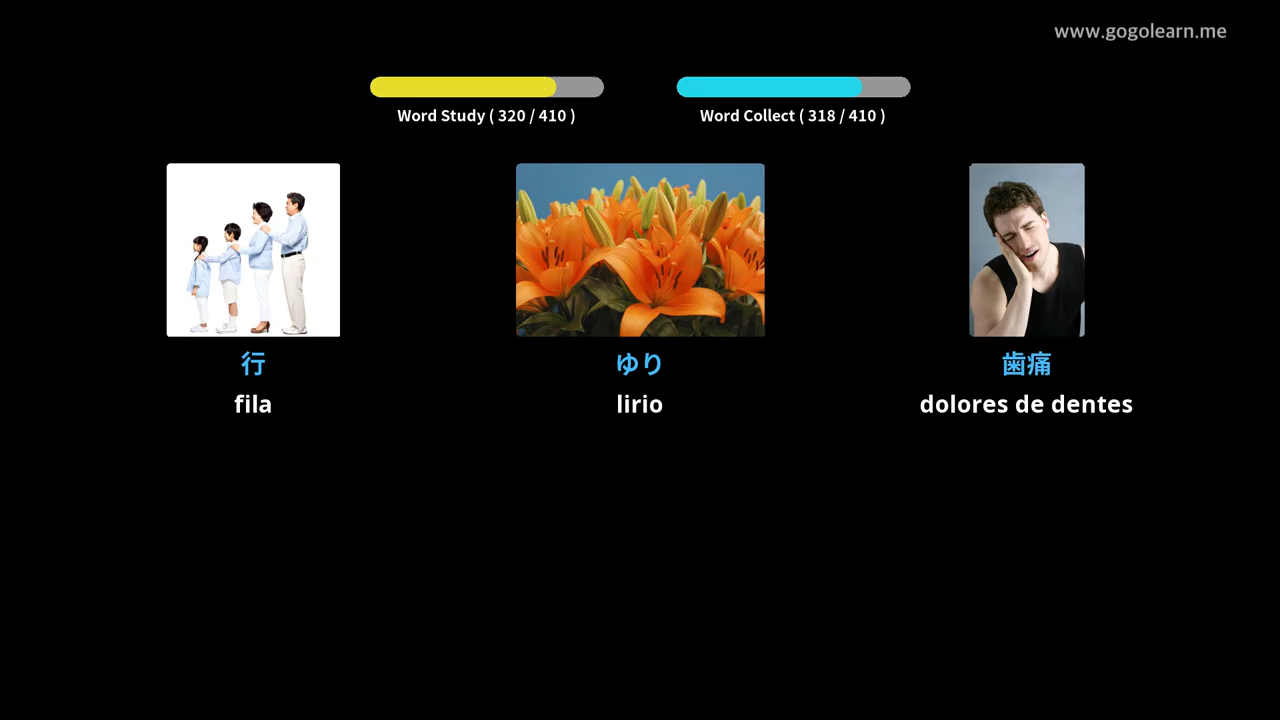 www.gogolearn.me
Word Study ( 320 / 410 )
Word Collect ( 318 / 410 )
行
fila
ゆり
lirio
歯痛
dolores de dentes